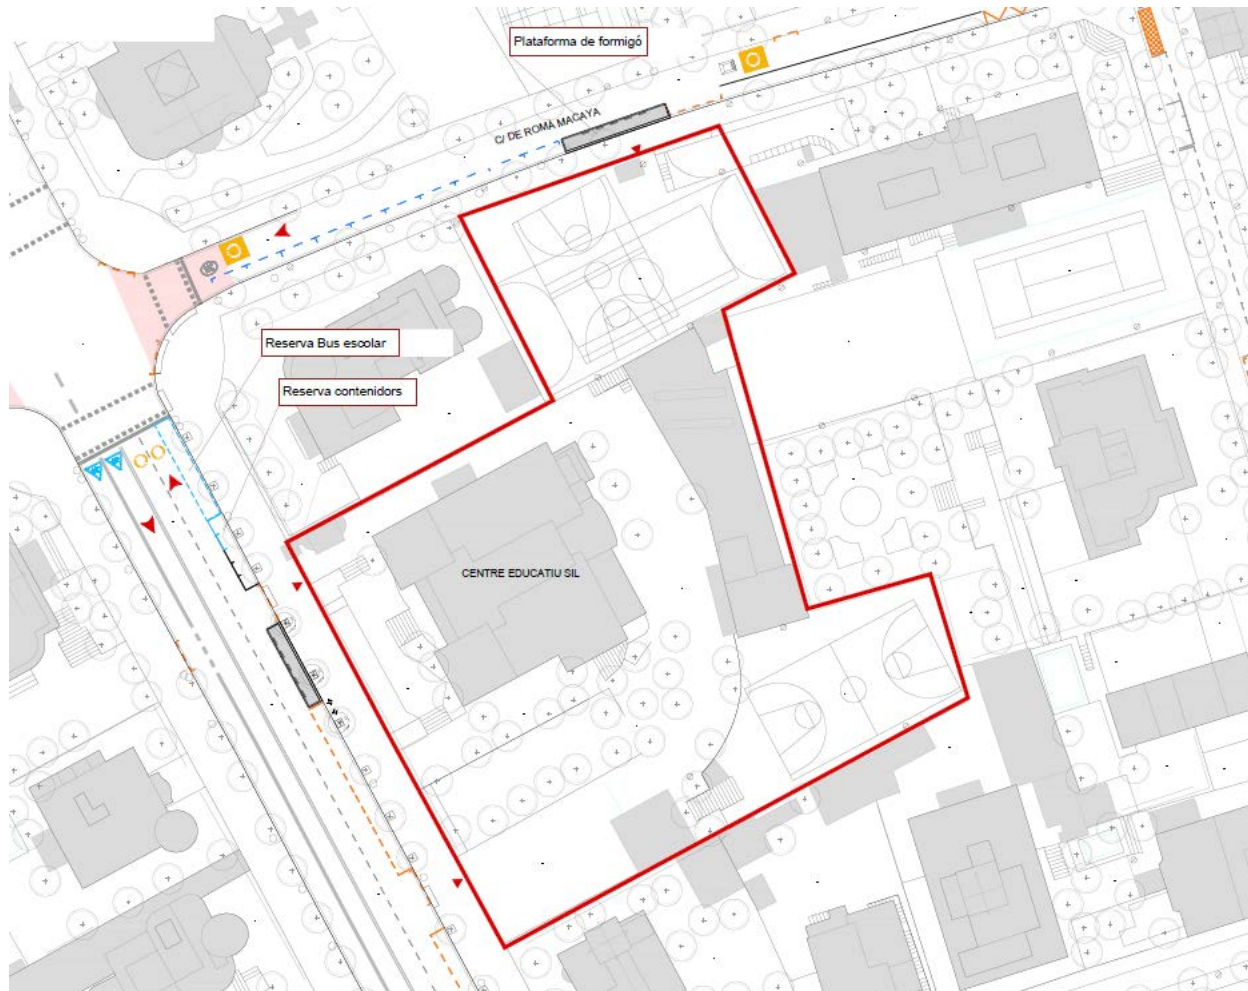 Plataforma de formigó
C/ DE ROMÀ MACAYA
Reserva Bus escolar
Reserva contenidors
CENTRE EDUCATIU SIL